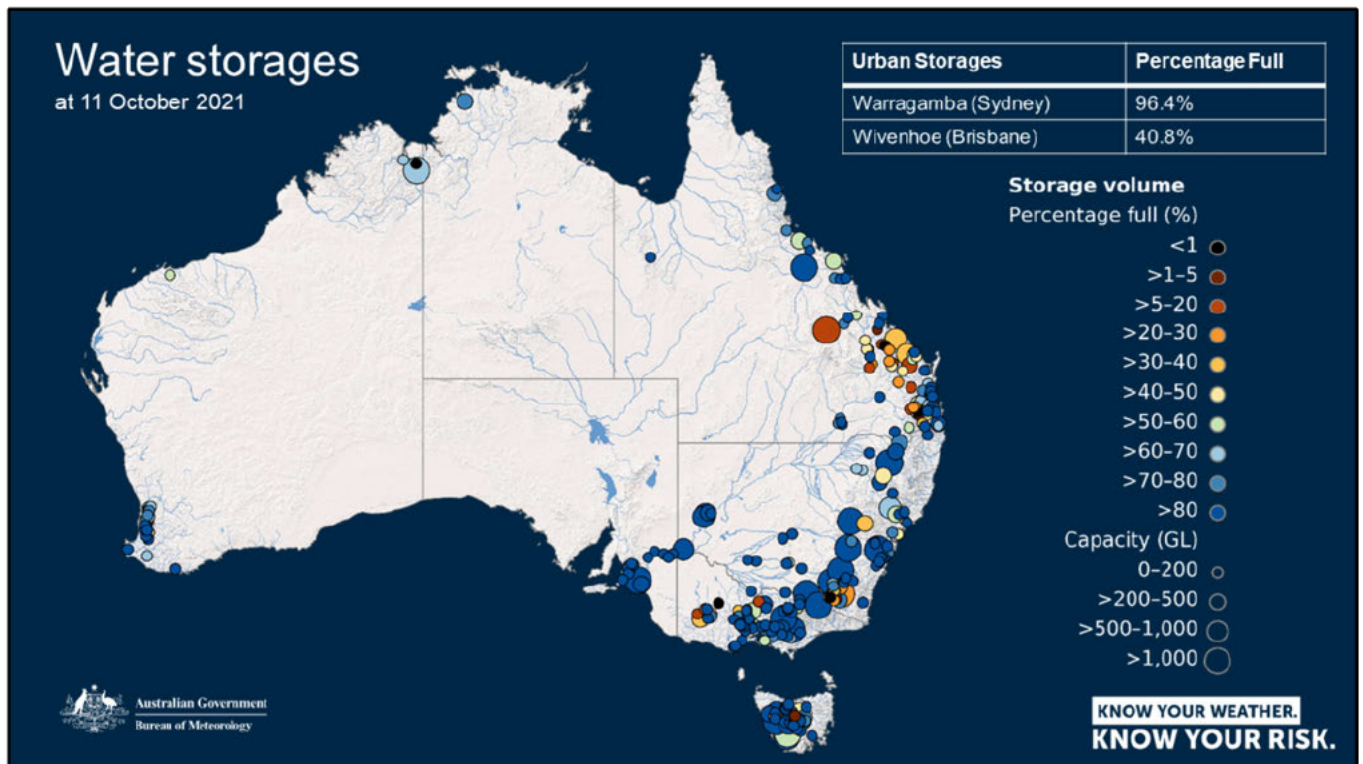 Water storages
at 11 October 2021
Urban Storages Percentage Full
Warragamba (Sydney) 96.4%
Wivenhoe (Brisbane) 40.8%
Storage volume
Percentage full (%)
<1
>1–5
>5–20
>20–30
>30–40
>40–50
>50–60
>60–70
>70–80
>80
Capacity (GL)
0–200
>200–500
>500–1,000
>1,000
Australian Government
Bureau of Meteorology
KNOW YOUR WEATHER.
KNOW YOUR RISK.